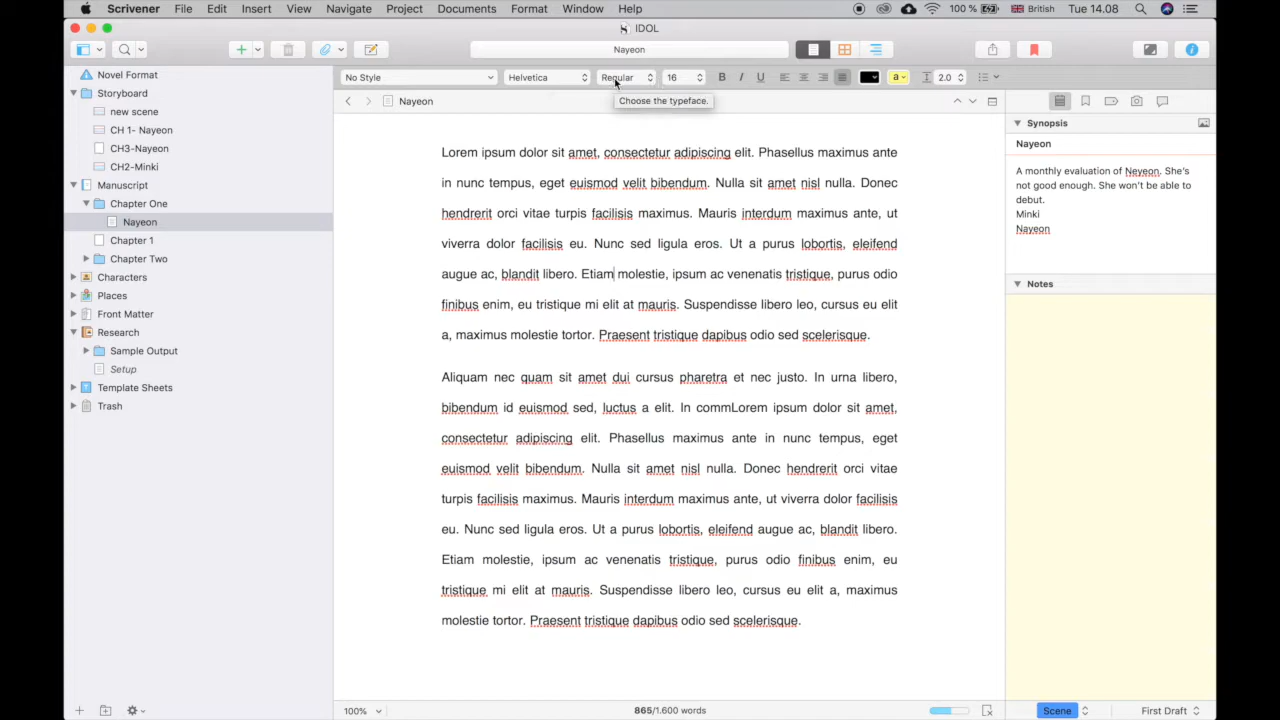 Scrivener File Edit Insert View Navigate Project Documents Format Window Help 100 % British Tue 14.08
IDOL
Nayeon
No Style Helvetica Regular 16 B I U a 2.0
Choose the typeface.
Novel Format
Storyboard
new scene
CH 1- Nayeon
CH3-Nayeon
CH2-Minki
Manuscript
Chapter One
Nayeon
Chapter 1
Chapter Two
Characters
Places
Front Matter
Research
Sample Output
Setup
Template Sheets
Trash
Nayeon
Lorem ipsum dolor sit amet, consectetur adipiscing elit. Phasellus maximus ante
in nunc tempus, eget euismod velit bibendum. Nulla sit amet nisl nulla. Donec
hendrerit orci vitae turpis facilisis maximus. Mauris interdum maximus ante, ut
viverra dolor facilisis eu. Nunc sed ligula eros. Ut a purus lobortis, eleifend
augue ac, blandit libero. Etiam molestie, ipsum ac venenatis tristique, purus odio
finibus enim, eu tristique mi elit at mauris. Suspendisse libero leo, cursus eu elit
a, maximus molestie tortor. Praesent tristique dapibus odio sed scelerisque.
Aliquam nec quam sit amet dui cursus pharetra et nec justo. In urna libero,
bibendum id euismod sed, luctus a elit. In commLorem ipsum dolor sit amet,
consectetur adipiscing elit. Phasellus maximus ante in nunc tempus, eget
euismod velit bibendum. Nulla sit amet nisl nulla. Donec hendrerit orci vitae
turpis facilisis maximus. Mauris interdum maximus ante, ut viverra dolor facilisis
eu. Nunc sed ligula eros. Ut a purus lobortis, eleifend augue ac, blandit libero.
Etiam molestie, ipsum ac venenatis tristique, purus odio finibus enim, eu
tristique mi elit at mauris. Suspendisse libero leo, cursus eu elit a, maximus
molestie tortor. Praesent tristique dapibus odio sed scelerisque.
Synopsis
Nayeon
A monthly evaluation of Neyeon. She's
not good enough. She won't be able to
debut.
Minki
Nayeon
Notes
100% 865/1.600 words Scene First Draft